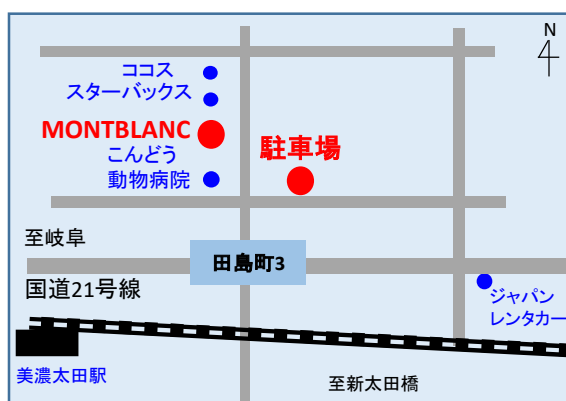 N
ココス
スターバックス
MONTBLANC
こんどう
動物病院
駐車場
至岐阜
田島町3
国道21号線
ジャパン
レンタカー
美濃太田駅
至新太田橋